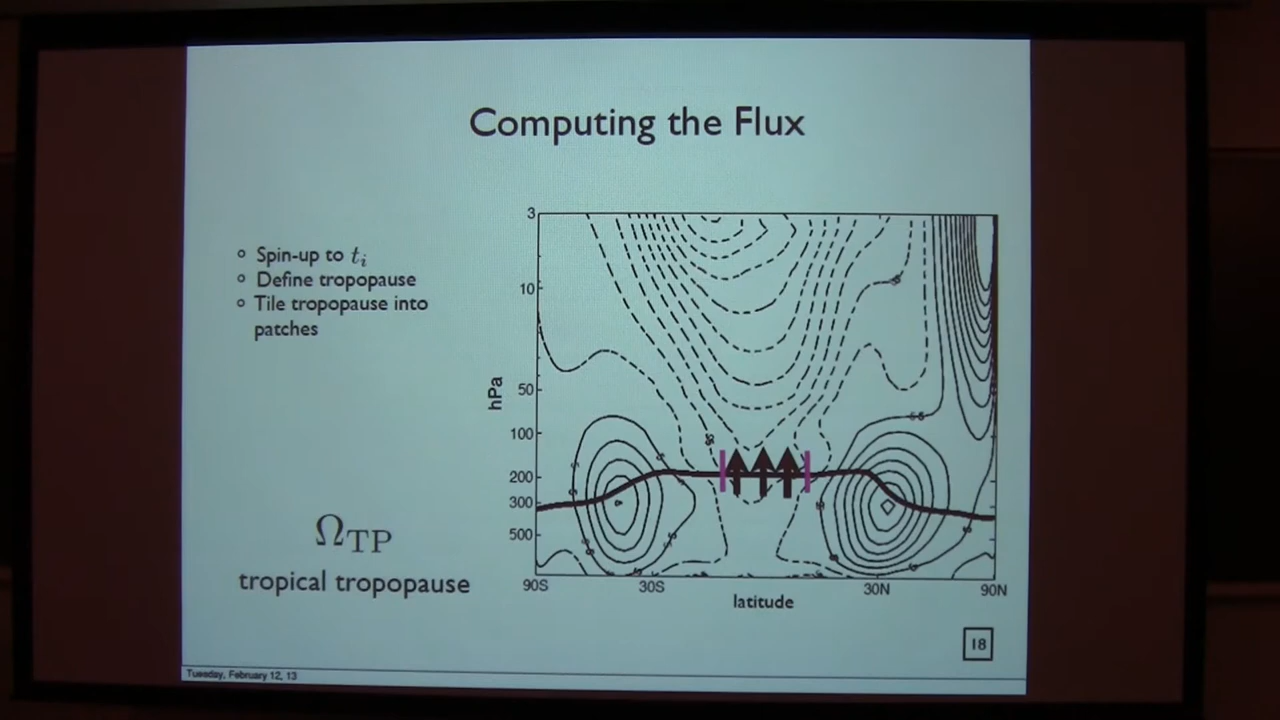 Computing the Flux
Spin-up to tᵢ
Define tropopause
Tile tropopause into
patches
Ω_TP
tropical tropopause
3
10
50
100
200
300
500
hPa
90S
30S
30N
90N
latitude
18
Tuesday, February 12, 13